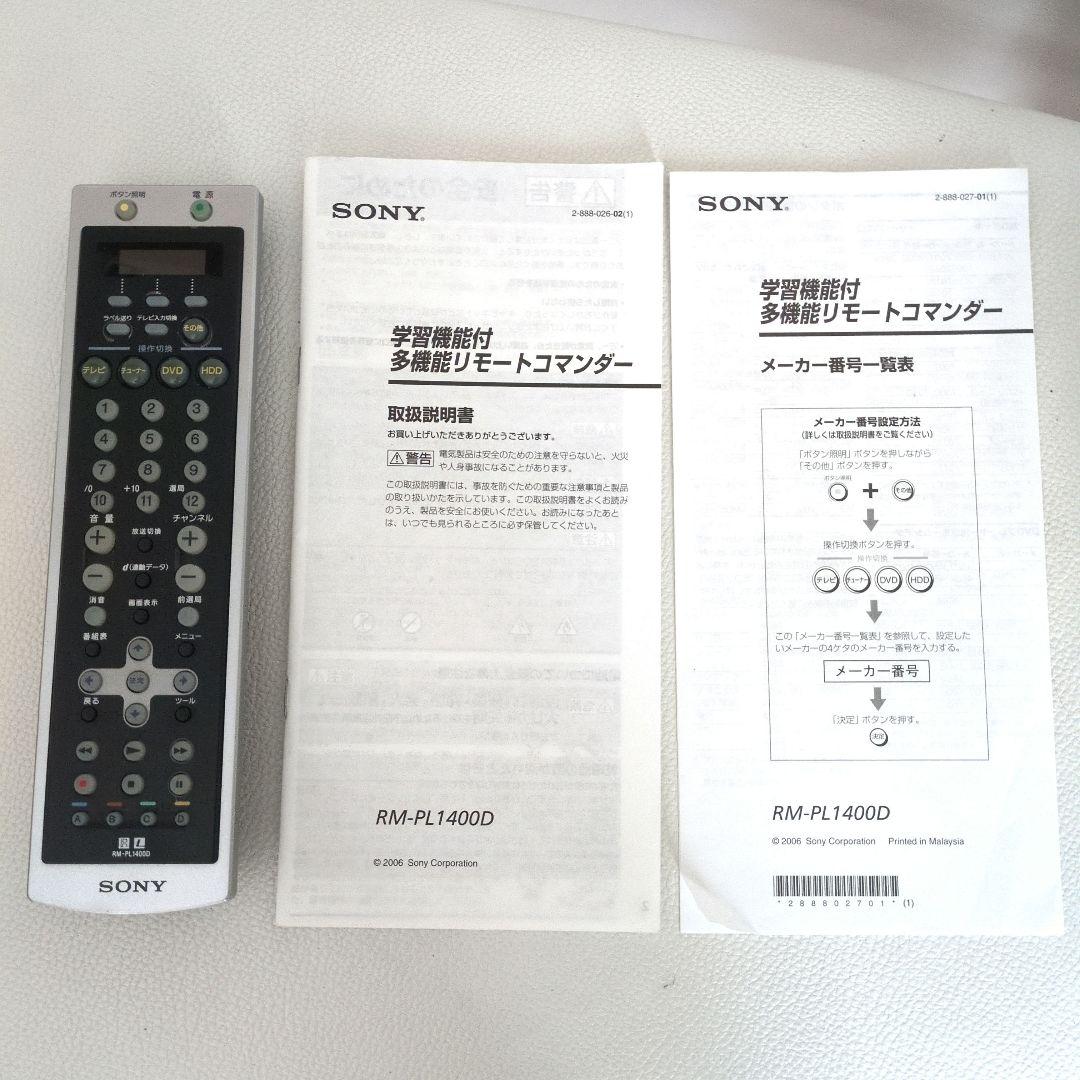 ボタン照明 電源
ラベル送り テレビ入力切換 その他
操作切換
テレビ チューナー DVD HDD
1 2 3
4 5 6
7 8 9
/0 +10 選局
10 11 12
音量 チャンネル
+ 放送切換 +
− d(連動データ) −
消音 画面表示 前選局
番組表 メニュー
決定
戻る ツール
A B C D
RM-PL1400D
SONY
SONY®
2-888-026-02(1)
学習機能付
多機能リモートコマンダー
取扱説明書
お買い上げいただきありがとうございます。
警告 電気製品は安全のための注意を守らないと、火災
や人身事故になることがあります。
この取扱説明書には、事故を防ぐための重要な注意事項と製品
の取り扱いかたを示しています。この取扱説明書をよくお読み
のうえ、製品を安全にお使いください。お読みになったあと
は、いつでも見られるところに必ず保管してください。
RM-PL1400D
© 2006 Sony Corporation
SONY®
2-888-027-01(1)
学習機能付
多機能リモートコマンダー
メーカー番号一覧表
メーカー番号設定方法
(詳しくは取扱説明書をご覧ください)
「ボタン照明」ボタンを押しながら
「その他」ボタンを押す。
ボタン照明
+ その他
操作切換ボタンを押す。
操作切換
テレビ チューナー DVD HDD
この「メーカー番号一覧表」を参照して、設定した
いメーカーの4ケタのメーカー番号を入力する。
メーカー番号
「決定」ボタンを押す。
決定
RM-PL1400D
© 2006 Sony Corporation Printed in Malaysia
*288802701* (1)